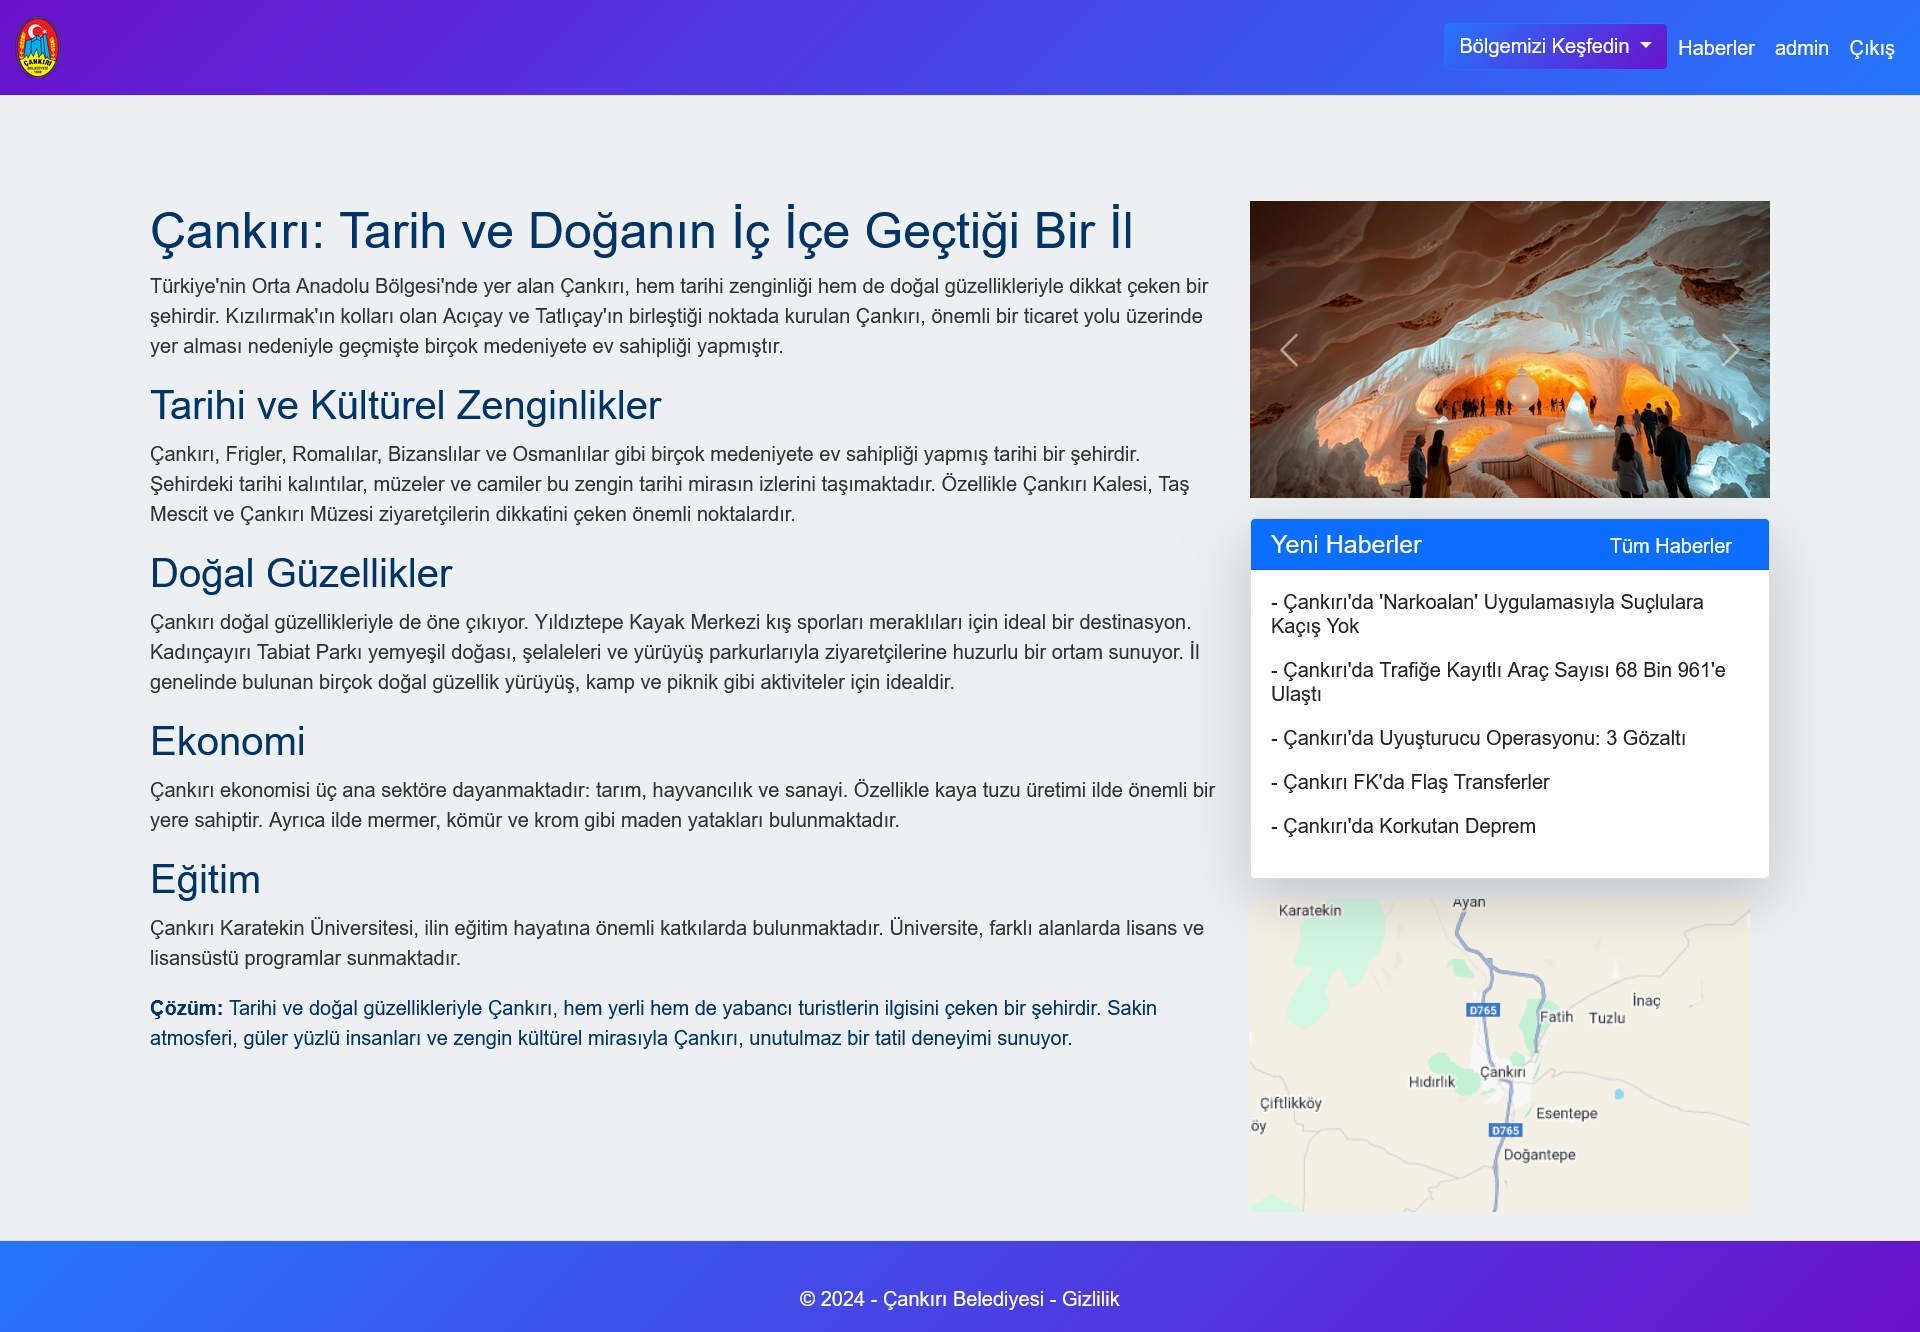 ÇANKIRI
BELEDİYESİ
Bölgemizi Keşfedin
Haberler
admin
Çıkış
Çankırı: Tarih ve Doğanın İç İçe Geçtiği Bir İl
Türkiye'nin Orta Anadolu Bölgesi'nde yer alan Çankırı, hem tarihi zenginliği hem de doğal güzellikleriyle dikkat çeken bir
şehirdir. Kızılırmak'ın kolları olan Acıçay ve Tatlıçay'ın birleştiği noktada kurulan Çankırı, önemli bir ticaret yolu üzerinde
yer alması nedeniyle geçmişte birçok medeniyete ev sahipliği yapmıştır.
Tarihi ve Kültürel Zenginlikler
Çankırı, Frigler, Romalılar, Bizanslılar ve Osmanlılar gibi birçok medeniyete ev sahipliği yapmış tarihi bir şehirdir.
Şehirdeki tarihi kalıntılar, müzeler ve camiler bu zengin tarihi mirasın izlerini taşımaktadır. Özellikle Çankırı Kalesi, Taş
Mescit ve Çankırı Müzesi ziyaretçilerin dikkatini çeken önemli noktalardır.
Doğal Güzellikler
Çankırı doğal güzellikleriyle de öne çıkıyor. Yıldıztepe Kayak Merkezi kış sporları meraklıları için ideal bir destinasyon.
Kadınçayırı Tabiat Parkı yemyeşil doğası, şelaleleri ve yürüyüş parkurlarıyla ziyaretçilerine huzurlu bir ortam sunuyor. İl
genelinde bulunan birçok doğal güzellik yürüyüş, kamp ve piknik gibi aktiviteler için idealdir.
Ekonomi
Çankırı ekonomisi üç ana sektöre dayanmaktadır: tarım, hayvancılık ve sanayi. Özellikle kaya tuzu üretimi ilde önemli bir
yere sahiptir. Ayrıca ilde mermer, kömür ve krom gibi maden yatakları bulunmaktadır.
Eğitim
Çankırı Karatekin Üniversitesi, ilin eğitim hayatına önemli katkılarda bulunmaktadır. Üniversite, farklı alanlarda lisans ve
lisansüstü programlar sunmaktadır.
Çözüm: Tarihi ve doğal güzellikleriyle Çankırı, hem yerli hem de yabancı turistlerin ilgisini çeken bir şehirdir. Sakin
atmosferi, güler yüzlü insanları ve zengin kültürel mirasıyla Çankırı, unutulmaz bir tatil deneyimi sunuyor.
Yeni Haberler
Tüm Haberler
- Çankırı'da 'Narkoalan' Uygulamasıyla Suçlulara
Kaçış Yok
- Çankırı'da Trafiğe Kayıtlı Araç Sayısı 68 Bin 961'e
Ulaştı
- Çankırı'da Uyuşturucu Operasyonu: 3 Gözaltı
- Çankırı FK'da Flaş Transferler
- Çankırı'da Korkutan Deprem
Ayan
Karatekin
İnaç
D765
Fatih
Tuzlu
Çankırı
Hıdırlık
Çiftlikköy
Esentepe
öy
D765
Doğantepe
© 2024 - Çankırı Belediyesi - Gizlilik